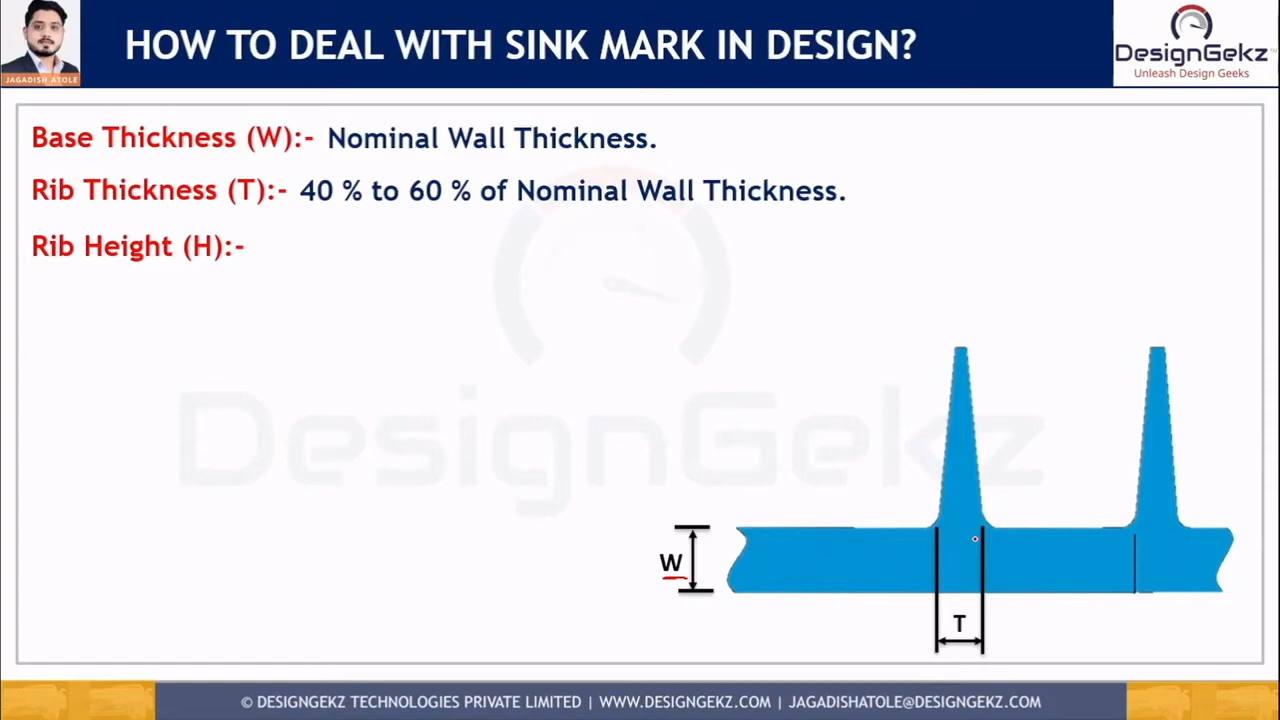 HOW TO DEAL WITH SINK MARK IN DESIGN?
JAGADISH ATOLE
DesignGekz
Unleash Design Geeks
Base Thickness (W):- Nominal Wall Thickness.
Rib Thickness (T):- 40 % to 60 % of Nominal Wall Thickness.
Rib Height (H):-
DesignGekz
W
T
© DESIGNGEKZ TECHNOLOGIES PRIVATE LIMITED | WWW.DESIGNGEKZ.COM | JAGADISHATOLE@DESIGNGEKZ.COM